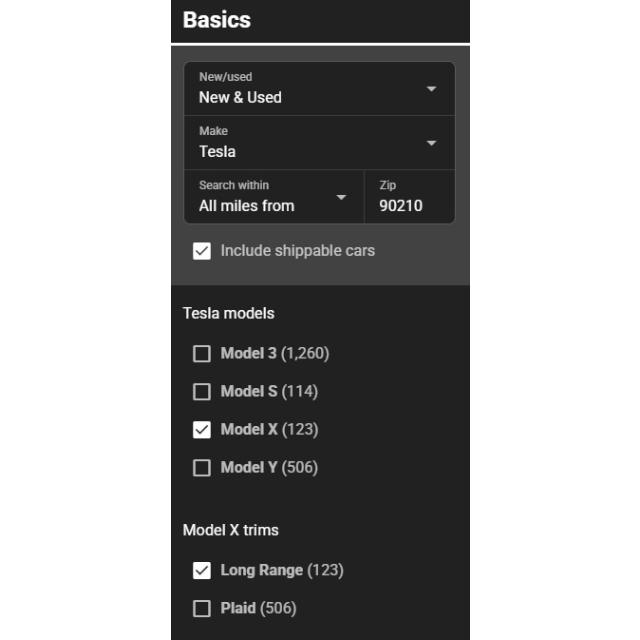 Basics
New/used
New & Used
Make
Tesla
Search within
All miles from
Zip
90210
Include shippable cars
Tesla models
Model 3 (1,260)
Model S (114)
Model X (123)
Model Y (506)
Model X trims
Long Range (123)
Plaid (506)